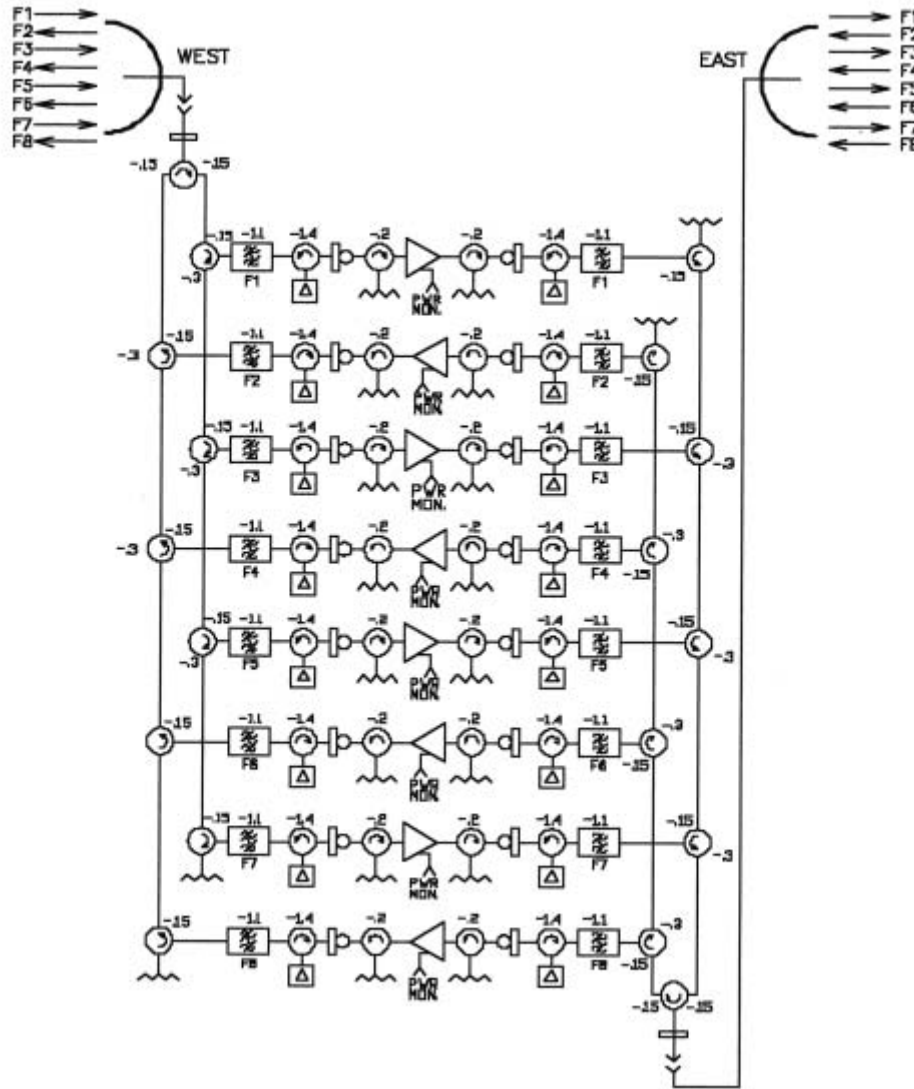 F1
F2
F3
F4
F5
F6
F7
F8
WEST
EAST
F1
F2
F3
F4
F5
F6
F7
F8
-.15 -.15
-.15 -1.1 -1.4 -.2 -.2 -1.4 -1.1
-.3 F1 PWR MON. F1 -.15
-.15 -1.1 -1.4 -.2 -.2 -1.4 -1.1
-.3 F2 PWR MON. F2 -.15
-.15 -1.1 -1.4 -.2 -.2 -1.4 -1.1 -.15
-.3 F3 PWR MON. F3 -.3
-.15 -1.1 -1.4 -.2 -.2 -1.4 -1.1 -.3
-.3 F4 PWR MON. F4 -.15
-.15 -1.1 -1.4 -.2 -.2 -1.4 -1.1 -.15
-.3 F5 PWR MON. F5 -.3
-.15 -1.1 -1.4 -.2 -.2 -1.4 -1.1 -.3
F6 PWR MON. F6 -.15
-.15 -1.1 -1.4 -.2 -.2 -1.4 -1.1 -.15
F7 PWR MON. F7 -.3
-.15 -1.1 -1.4 -.2 -.2 -1.4 -1.1 -.3
F8 PWR MON. F8 -.15
-.15 -.15